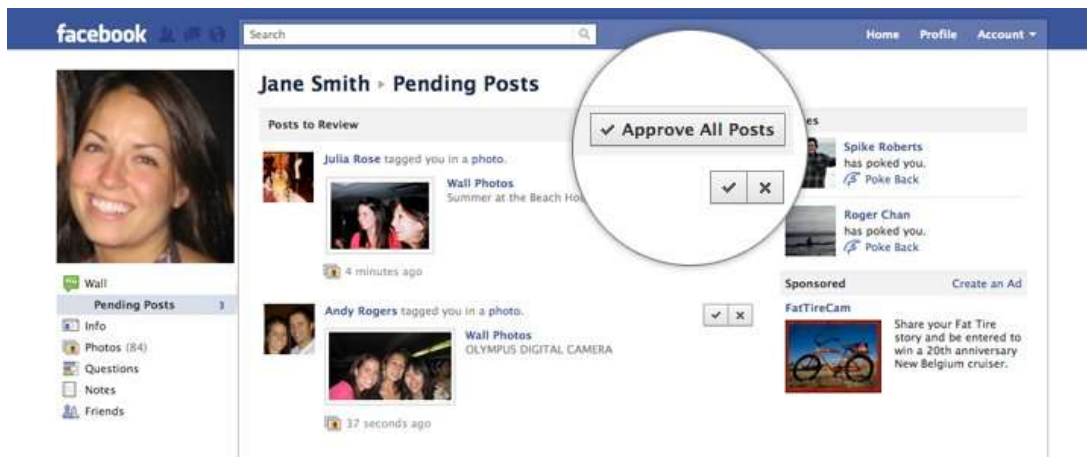 facebook
Search
Home Profile Account
Jane Smith ▸ Pending Posts
Posts to Review
✓ Approve All Posts
Julia Rose tagged you in a photo.
Wall Photos
Summer at the Beach
4 minutes ago
Andy Rogers tagged you in a photo.
Wall Photos
OLYMPUS DIGITAL CAMERA
37 seconds ago
Wall
Pending Posts 3
Info
Photos (84)
Questions
Notes
Friends
Spike Roberts
has poked you.
Poke Back
Roger Chan
has poked you.
Poke Back
Sponsored Create an Ad
FatTireCam
Share your Fat Tire
story and be entered to
win a 20th anniversary
New Belgium cruiser.